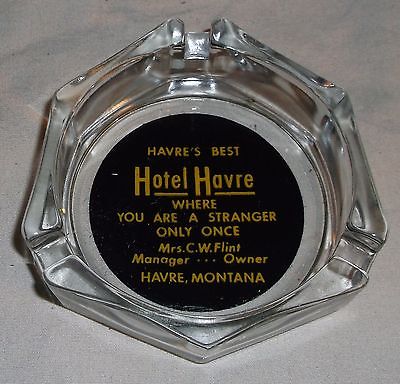 HAVRE'S BEST
Hotel Havre
WHERE
YOU ARE A STRANGER
ONLY ONCE
Mrs. C.W. Flint
Manager ... Owner
HAVRE, MONTANA